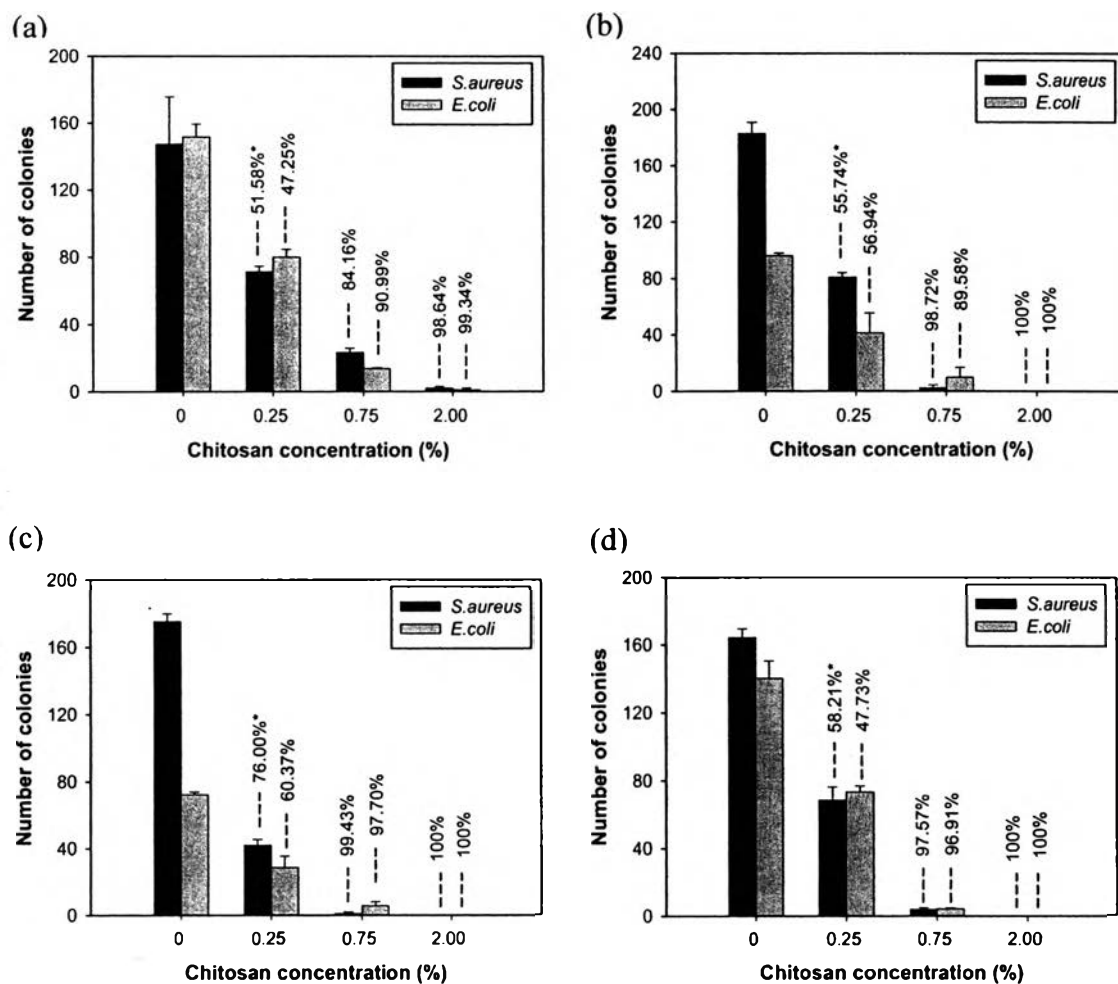 (a)
200
160
120
80
40
0
Number of colonies
S.aureus
E.coli
51.58%*
47.25%
84.16%
90.99%
98.64%
99.34%
0 0.25 0.75 2.00
Chitosan concentration (%)
(b)
240
200
160
120
80
40
0
Number of colonies
S.aureus
E.coli
55.74%*
56.94%
98.72%
89.58%
100%
100%
0 0.25 0.75 2.00
Chitosan concentration (%)
(c)
200
160
120
80
40
0
Number of colonies
S.aureus
E.coli
76.00%*
60.37%
99.43%
97.70%
100%
100%
0 0.25 0.75 2.00
Chitosan concentration (%)
(d)
200
160
120
80
40
0
Number of colonies
S.aureus
E.coli
58.21%*
47.73%
97.57%
96.91%
100%
100%
0 0.25 0.75 2.00
Chitosan concentration (%)